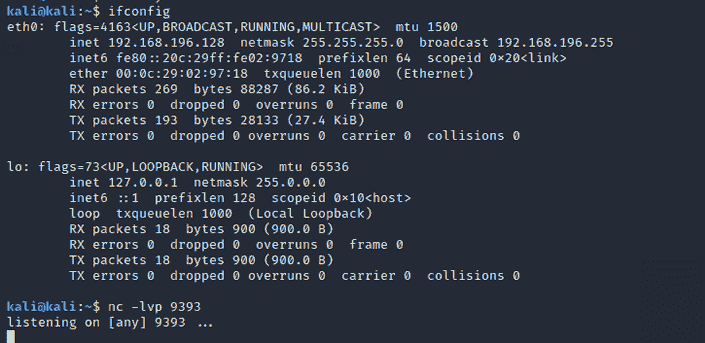 kali@kali:~$ ifconfig
eth0: flags=4163<UP,BROADCAST,RUNNING,MULTICAST>  mtu 1500
        inet 192.168.196.128  netmask 255.255.255.0  broadcast 192.168.196.255
        inet6 fe80::20c:29ff:fe02:9718  prefixlen 64  scopeid 0×20<link>
        ether 00:0c:29:02:97:18  txqueuelen 1000  (Ethernet)
        RX packets 269  bytes 88287 (86.2 KiB)
        RX errors 0  dropped 0  overruns 0  frame 0
        TX packets 193  bytes 28133 (27.4 KiB)
        TX errors 0  dropped 0 overruns 0  carrier 0  collisions 0

lo: flags=73<UP,LOOPBACK,RUNNING>  mtu 65536
        inet 127.0.0.1  netmask 255.0.0.0
        inet6 ::1  prefixlen 128  scopeid 0×10<host>
        loop  txqueuelen 1000  (Local Loopback)
        RX packets 18  bytes 900 (900.0 B)
        RX errors 0  dropped 0  overruns 0  frame 0
        TX packets 18  bytes 900 (900.0 B)
        TX errors 0  dropped 0 overruns 0  carrier 0  collisions 0

kali@kali:~$ nc -lvp 9393
listening on [any] 9393 ...